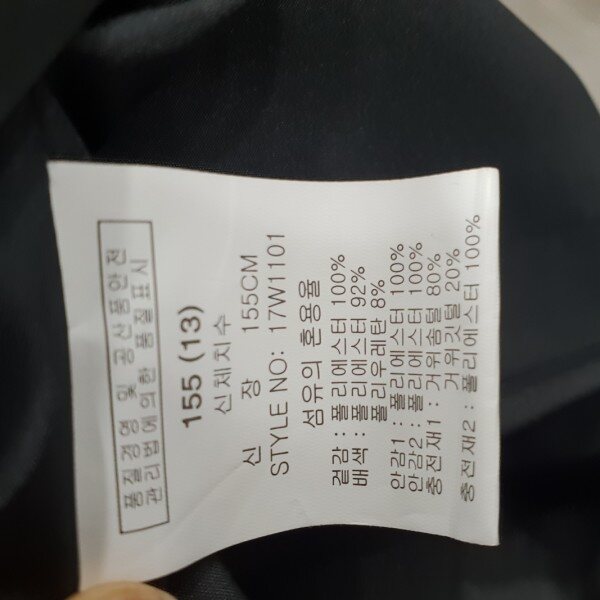 품질경영 및 공산품안전
관리법에 의한 품질표시
155 (13)
신체치수
신 장 155CM
STYLE NO: 17W1101
섬유의 혼용율
겉감 : 폴리에스터 100%
배색 : 폴리에스터 92%
폴리우레탄 8%
안감1 : 폴리에스터 100%
안감2 : 폴리에스터 100%
충전재1 : 거위솜털 80%
거위깃털 20%
충전재2 : 폴리에스터 100%